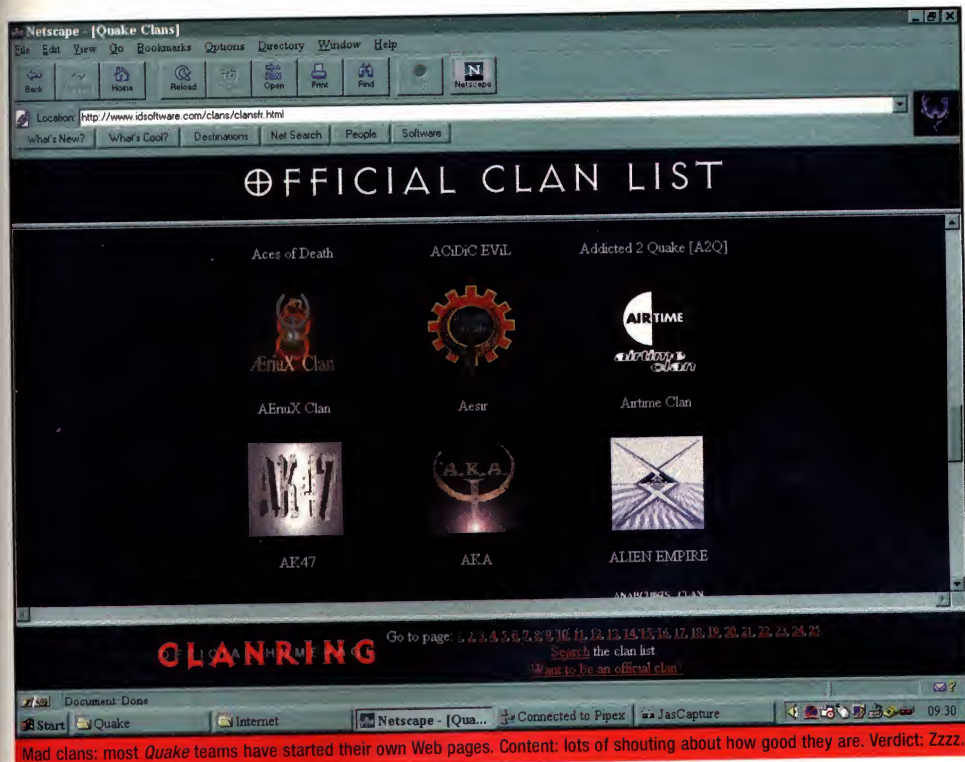 Netscape - [Quake Clans]
File Edit View Go Bookmarks Options Directory Window Help
Back Home Reload Open Print Find Netscape
Location: http://www.idsoftware.com/clans/clansfr.html
What's New? What's Cool? Destinations Net Search People Software
OFFICIAL CLAN LIST
Aces of Death ACiDiC EViL Addicted 2 Quake [A2Q]
ÆriuX Clan
AIRTIME
airtime clan
AEriuX Clan Aesir Airtime Clan
AK47 A.K.A.
AK47 AKA ALIEN EMPIRE
ANARCHISTS CLAN
CLANRING
Go to page: 1, 2, 3, 4, 5, 6, 7, 8, 9, 10, 11, 12, 13, 14, 15, 16, 17, 18, 19, 20, 21, 22, 23, 24, 25
Search the clan list
Want to be an official clan?
Document Done
Start Quake Internet Netscape - [Qua... Connected to Pipex JasCapture 09:30
Mad clans: most Quake teams have started their own Web pages. Content: lots of shouting about how good they are. Verdict: Zzzz.